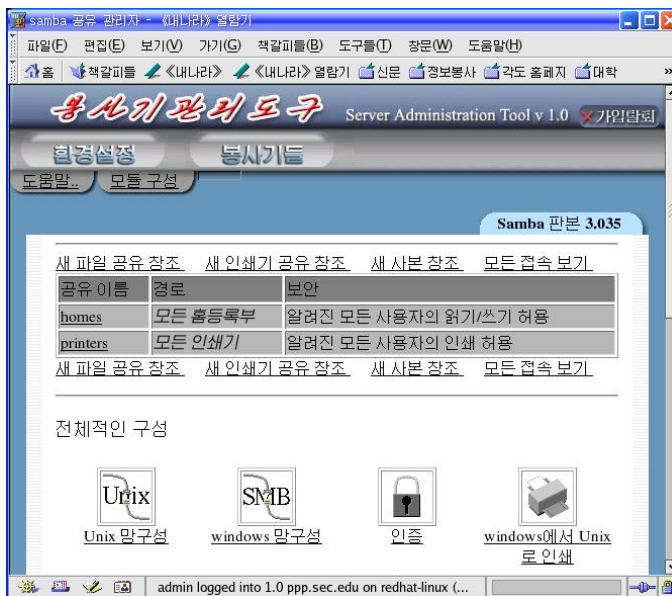 samba 공유 관리자 - 《내나라》 열람기
파일(F) 편집(E) 보기(V) 가기(G) 책갈피들(B) 도구들(T) 창문(W) 도움말(H)
홈 책갈피들 《내나라》 《내나라》 열람기 신문 정보봉사 각도 홈페지 대학 »
봉사기관리도구 Server Administration Tool v 1.0 가입탈퇴
환경설정 봉사기들
도움말.. 모듈 구성
Samba 판본 3.035
새 파일 공유 창조 새 인쇄기 공유 창조 새 사본 창조 모든 접속 보기
공유 이름 경로 보안
homes 모든 홈등록부 알려진 모든 사용자의 읽기/쓰기 허용
printers 모든 인쇄기 알려진 모든 사용자의 인쇄 허용
새 파일 공유 창조 새 인쇄기 공유 창조 새 사본 창조 모든 접속 보기
전체적인 구성
Unix SMB
Unix 망구성 windows 망구성 인증 windows에서 Unix
로 인쇄
admin logged into 1.0 ppp.sec.edu on redhat-linux (...